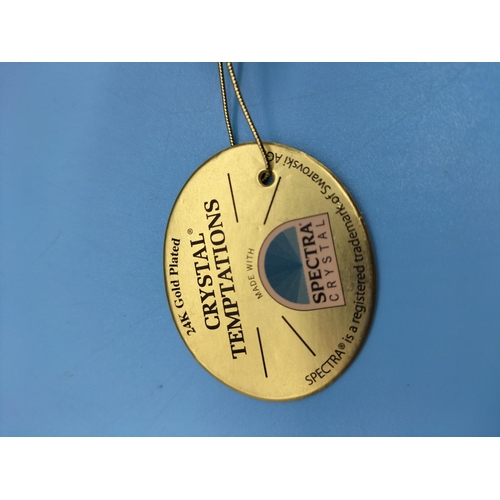 24K Gold Plated
CRYSTAL®
TEMPTATIONS
MADE WITH
SPECTRA®
CRYSTAL
SPECTRA® is a registered trademark of Swarovski AG